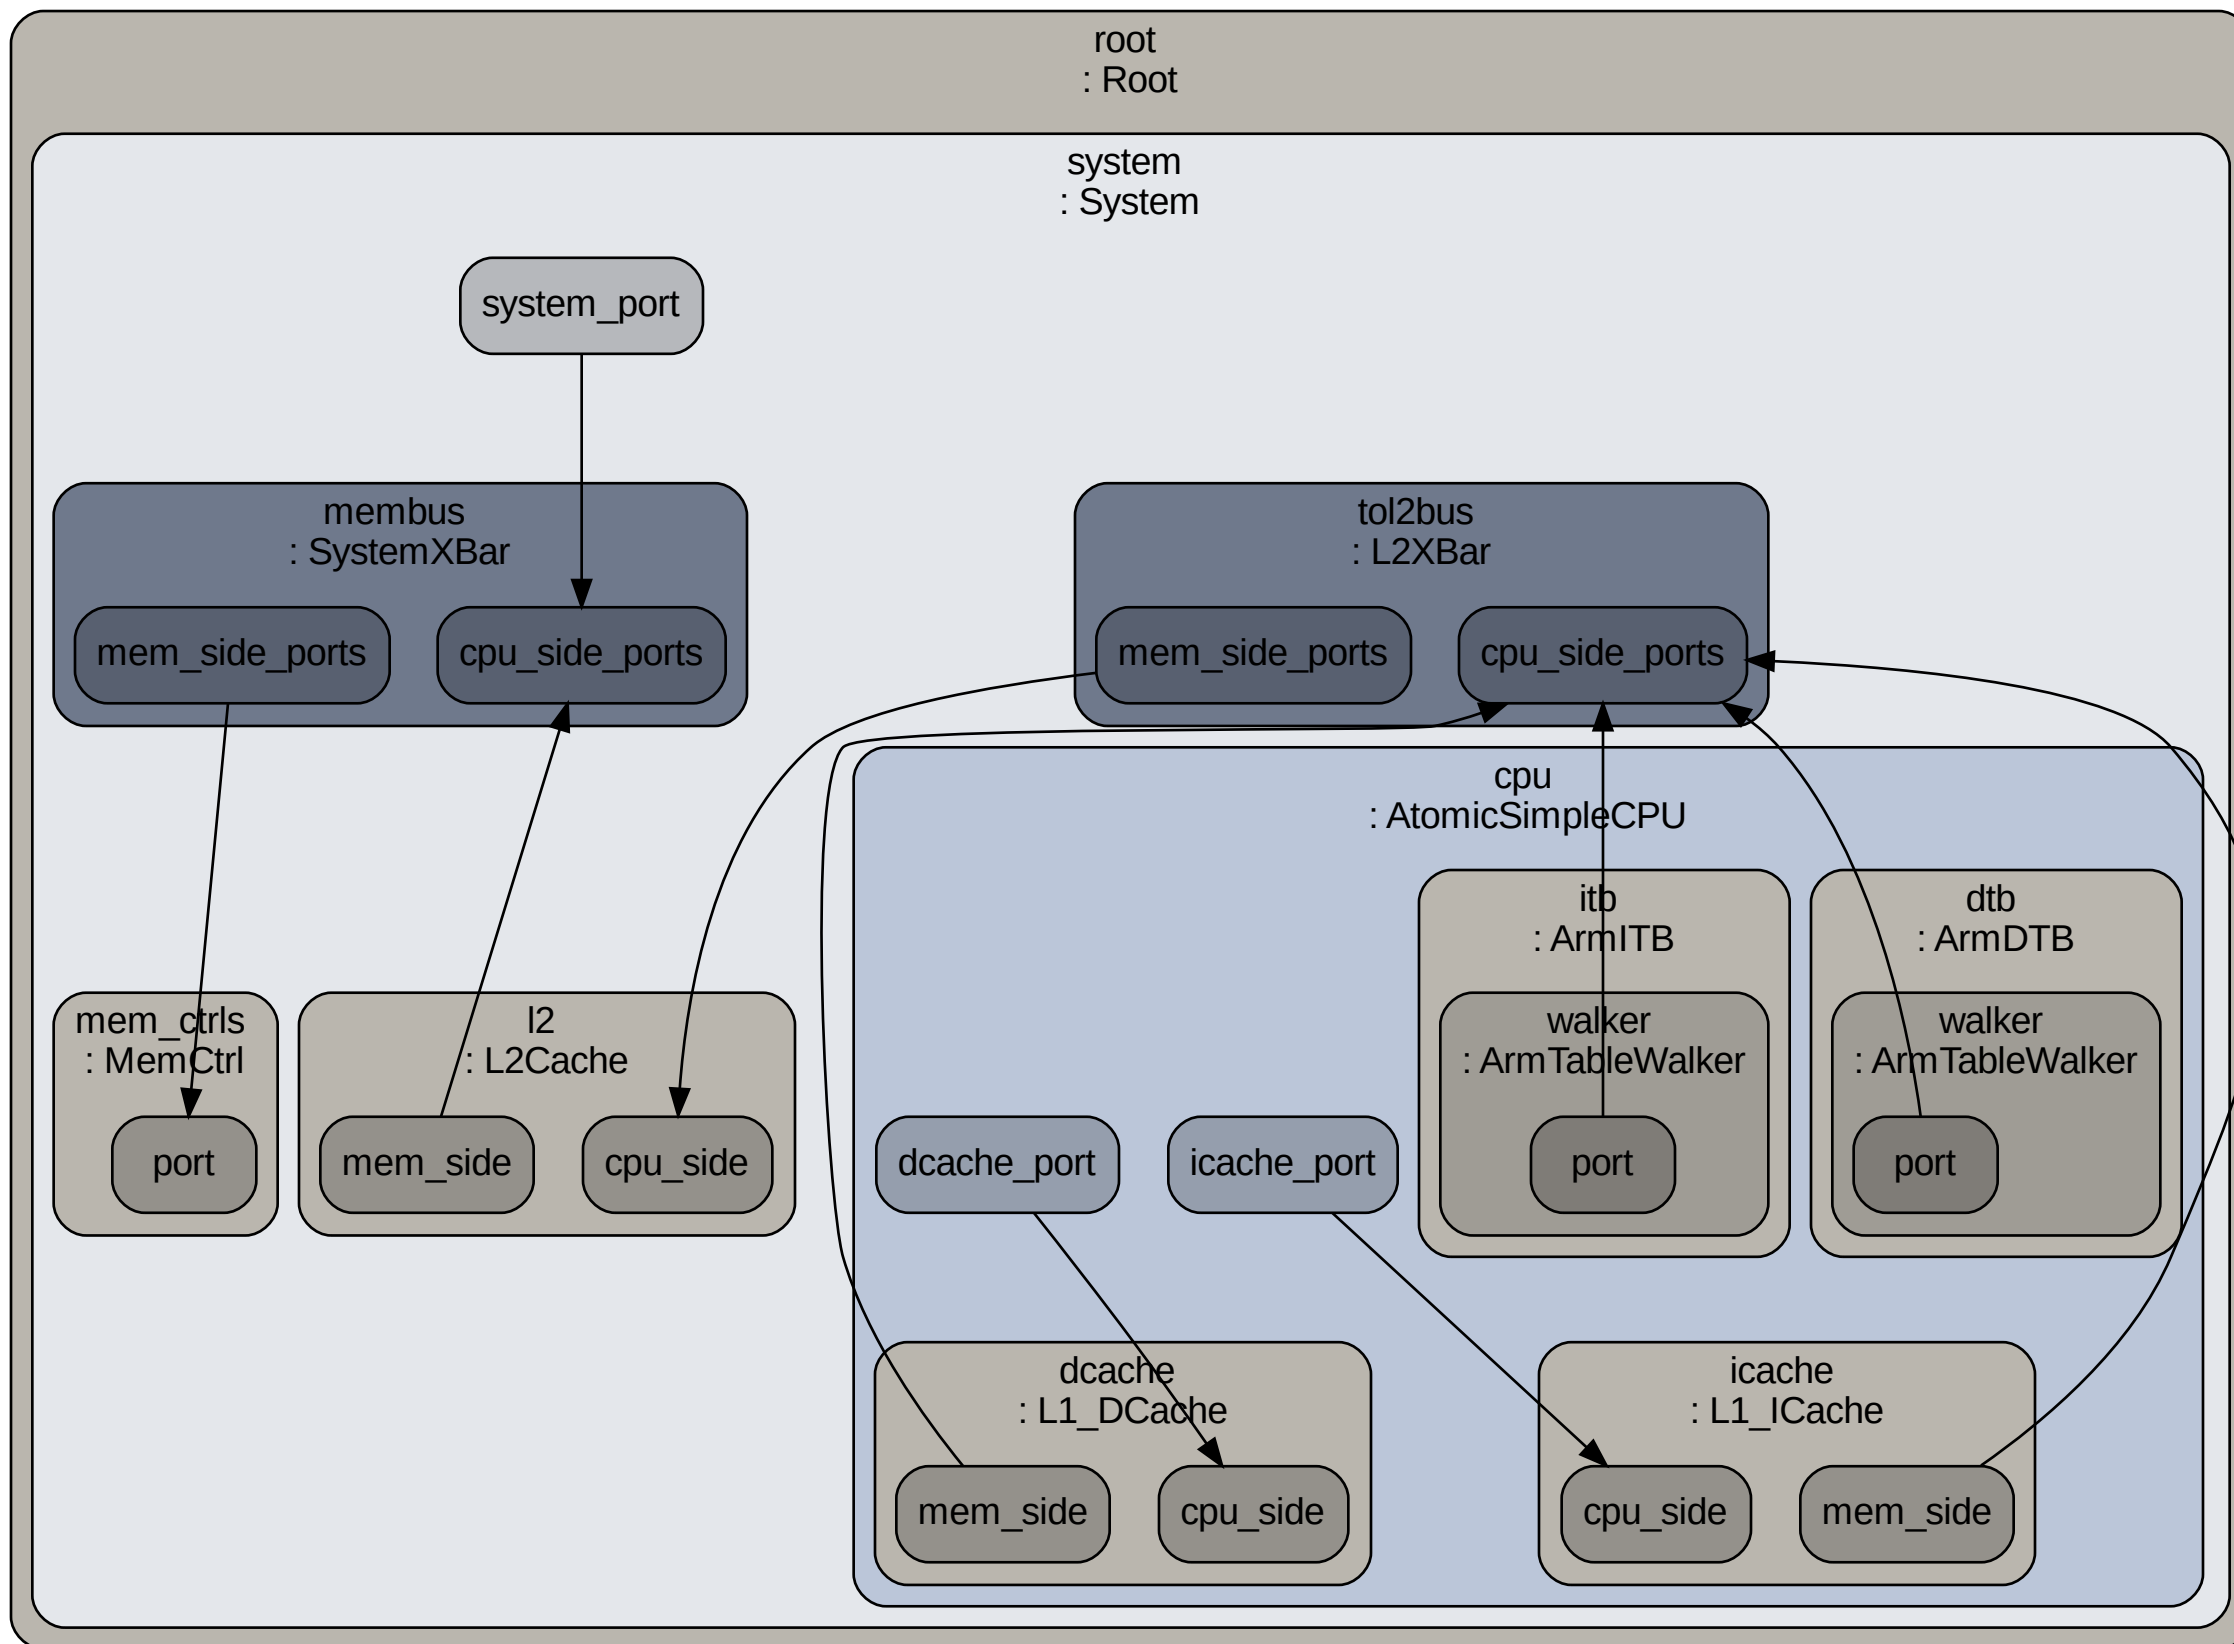 root
: Root
system
: System
system_port
membus
: SystemXBar
mem_side_ports
cpu_side_ports
tol2bus
: L2XBar
mem_side_ports
cpu_side_ports
cpu
: AtomicSimpleCPU
itb
: ArmITB
walker
: ArmTableWalker
port
dtb
: ArmDTB
walker
: ArmTableWalker
port
mem_ctrls
: MemCtrl
port
l2
: L2Cache
mem_side
cpu_side
dcache_port
icache_port
dcache
: L1_DCache
mem_side
cpu_side
icache
: L1_ICache
cpu_side
mem_side